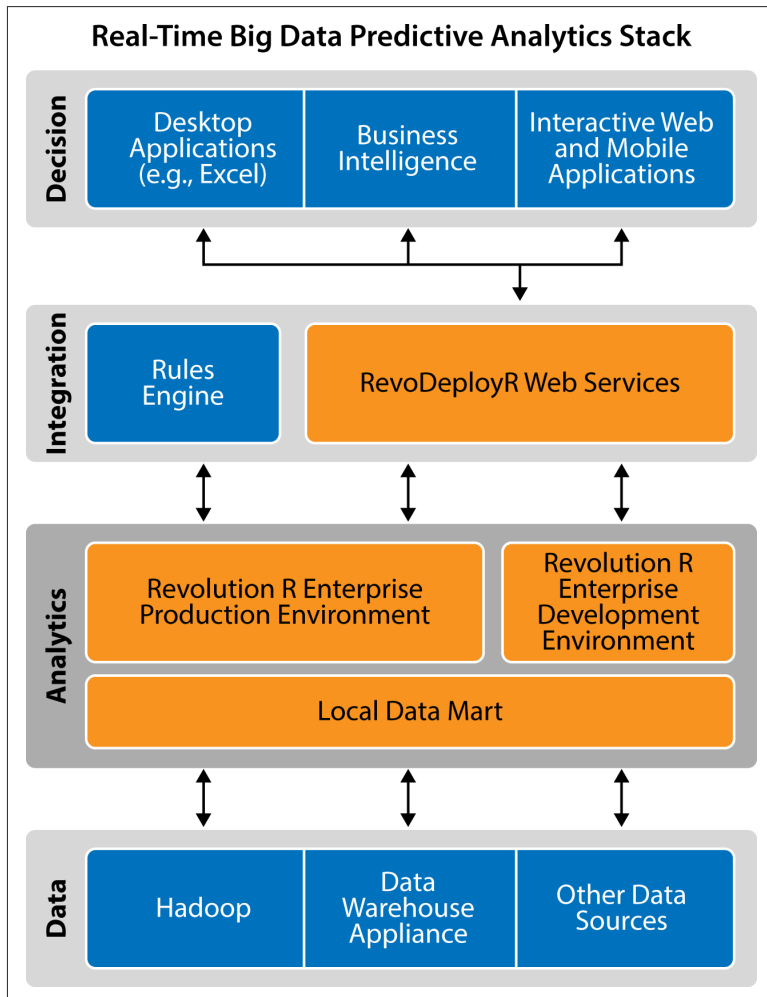 Real-Time Big Data Predictive Analytics Stack
Decision
Desktop
Applications
(e.g., Excel)
Business
Intelligence
Interactive Web
and Mobile
Applications
Integration
Rules
Engine
RevoDeployR Web Services
Analytics
Revolution R Enterprise
Production Environment
Revolution R
Enterprise
Development
Environment
Local Data Mart
Data
Hadoop
Data
Warehouse
Appliance
Other Data
Sources